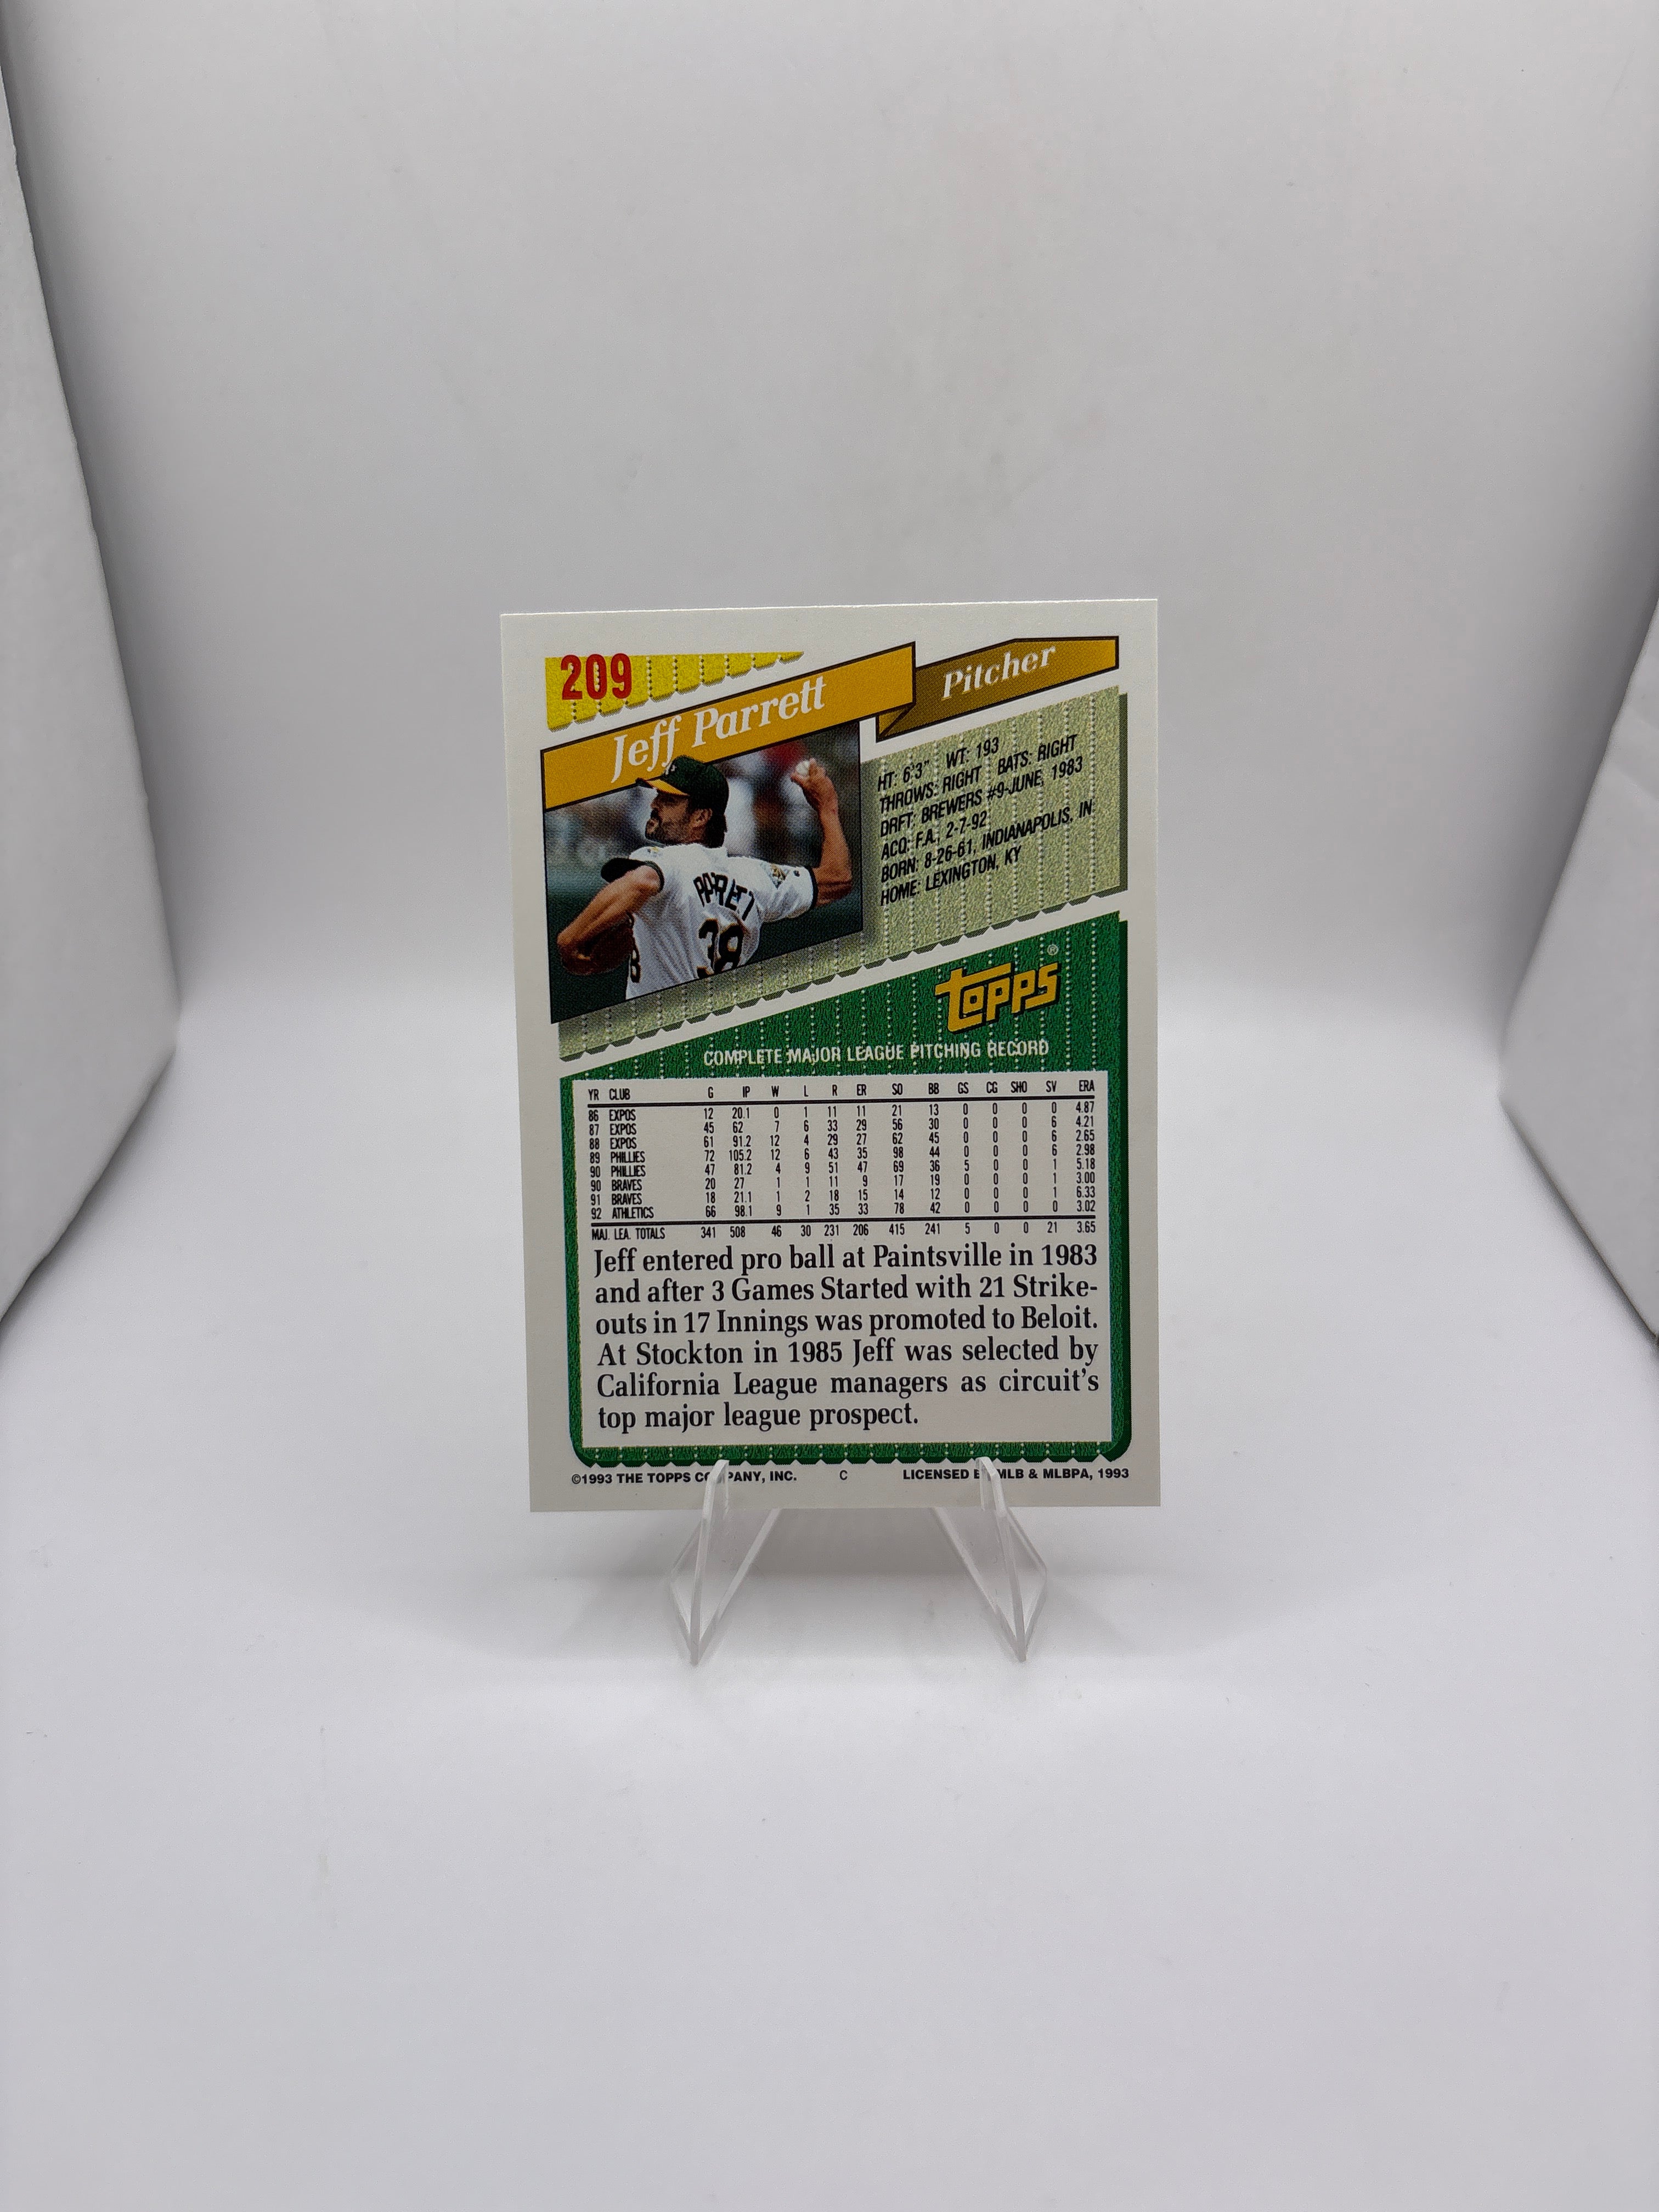 209
Jeff Parrett
Pitcher
HT: 6'3" WT: 193
THROWS: RIGHT BATS: RIGHT
DRFT: BREWERS #9-JUNE, 1983
ACQ: F.A., 2-7-92
BORN: 8-26-61, INDIANAPOLIS, IN
HOME: LEXINGTON, KY
PARRETT
38
topps®
COMPLETE MAJOR LEAGUE PITCHING RECORD
YR CLUB G IP W L R ER SO BB GS CG SHO SV ERA
86 EXPOS 12 20.1 0 1 11 11 21 13 0 0 0 0 4.87
87 EXPOS 45 62 7 6 33 29 56 30 0 0 0 6 4.21
88 EXPOS 61 91.2 12 4 29 27 62 45 0 0 0 6 2.65
89 PHILLIES 72 105.2 12 6 43 35 98 44 0 0 0 6 2.98
90 PHILLIES 47 81.2 4 9 51 47 69 36 5 0 0 1 5.18
90 BRAVES 20 27 1 1 11 9 17 19 0 0 0 1 3.00
91 BRAVES 18 21.1 1 2 18 15 14 12 0 0 0 1 6.33
92 ATHLETICS 66 98.1 9 1 35 33 78 42 0 0 0 0 3.02
MAJ. LEA. TOTALS 341 508 46 30 231 206 415 241 5 0 0 21 3.65
Jeff entered pro ball at Paintsville in 1983
and after 3 Games Started with 21 Strike-
outs in 17 Innings was promoted to Beloit.
At Stockton in 1985 Jeff was selected by
California League managers as circuit's
top major league prospect.
©1993 THE TOPPS COMPANY, INC. C LICENSED BY MLB & MLBPA, 1993